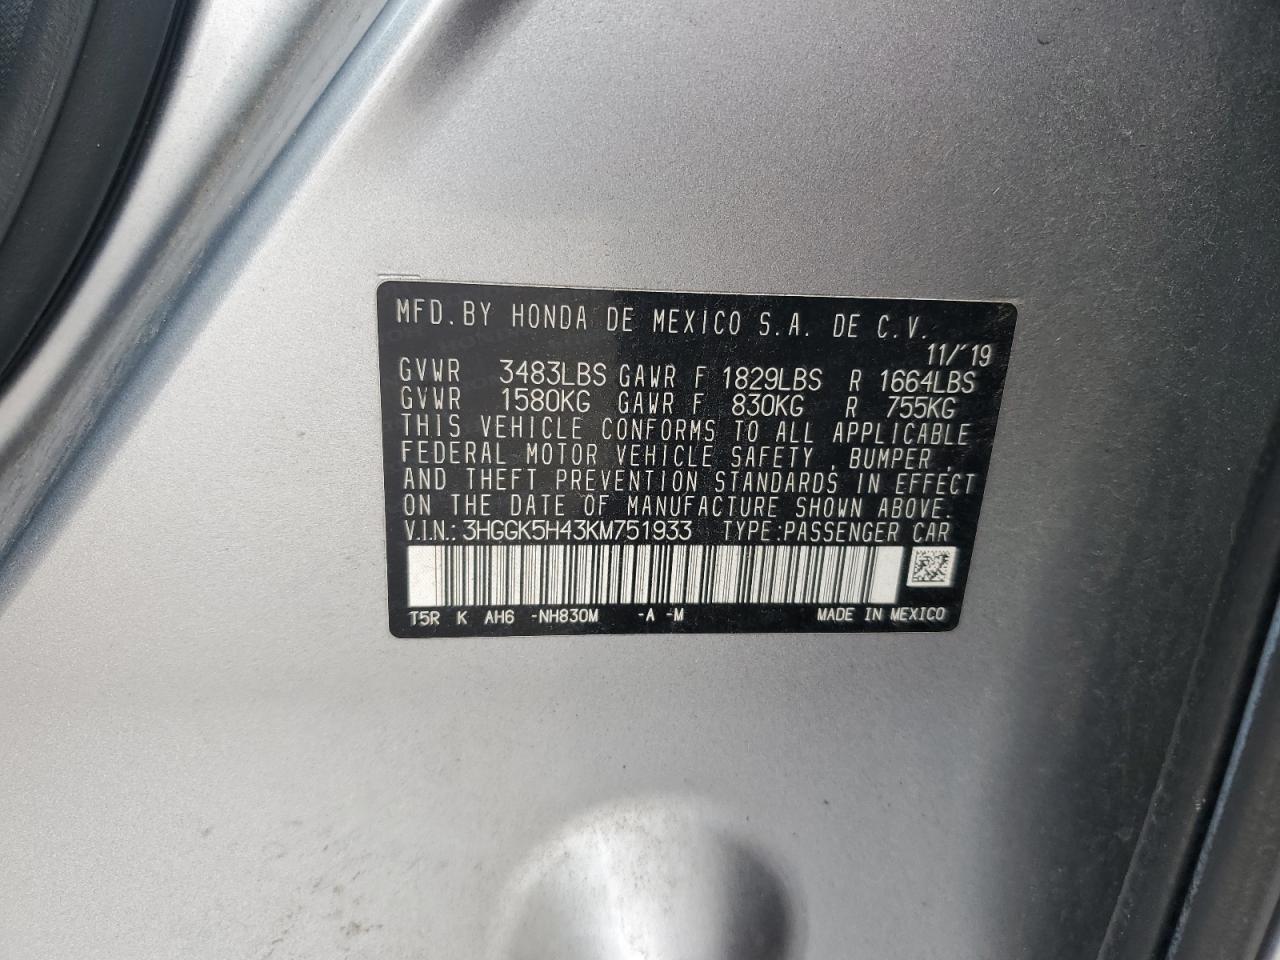 MFD. BY HONDA DE MEXICO S.A. DE C.V.
11/'19
GVWR 3483LBS GAWR F 1829LBS R 1664LBS
GVWR 1580KG GAWR F 830KG R 755KG
THIS VEHICLE CONFORMS TO ALL APPLICABLE
FEDERAL MOTOR VEHICLE SAFETY, BUMPER,
AND THEFT PREVENTION STANDARDS IN EFFECT
ON THE DATE OF MANUFACTURE SHOWN ABOVE.
V.I.N.: 3HGGK5H43KM751933 TYPE:PASSENGER CAR
T5R K AH6 -NH830M -A -M MADE IN MEXICO